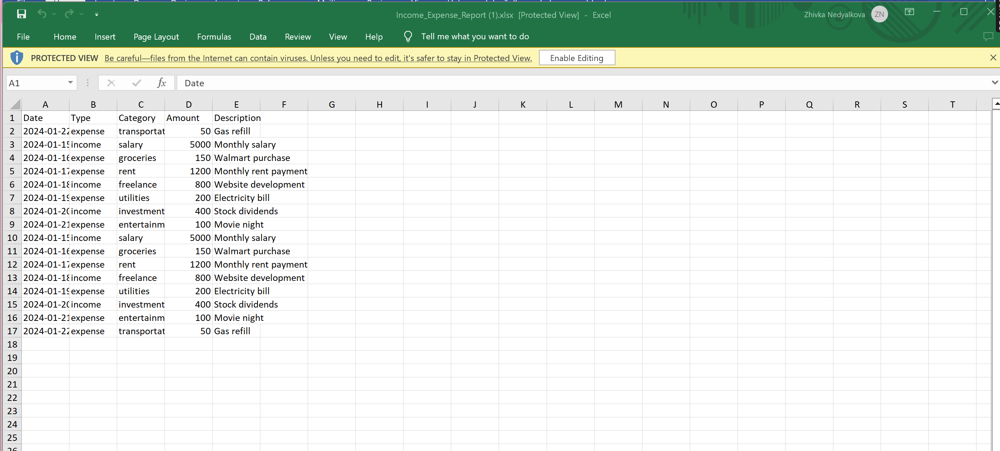 Income_Expense_Report (1).xlsx [Protected View] - Excel
Zhivka Nedyalkova ZN
File Home Insert Page Layout Formulas Data Review View Help Tell me what you want to do
PROTECTED VIEW Be careful—files from the Internet can contain viruses. Unless you need to edit, it's safer to stay in Protected View. Enable Editing
A1 fx Date
A B C D E F G H I J K L M N O P Q R S T
1 Date Type Category Amount Description
2 2024-01-22 expense transportat 50 Gas refill
3 2024-01-15 income salary 5000 Monthly salary
4 2024-01-16 expense groceries 150 Walmart purchase
5 2024-01-17 expense rent 1200 Monthly rent payment
6 2024-01-18 income freelance 800 Website development
7 2024-01-19 expense utilities 200 Electricity bill
8 2024-01-20 income investment 400 Stock dividends
9 2024-01-21 expense entertainm 100 Movie night
10 2024-01-15 income salary 5000 Monthly salary
11 2024-01-16 expense groceries 150 Walmart purchase
12 2024-01-17 expense rent 1200 Monthly rent payment
13 2024-01-18 income freelance 800 Website development
14 2024-01-19 expense utilities 200 Electricity bill
15 2024-01-20 income investment 400 Stock dividends
16 2024-01-21 expense entertainm 100 Movie night
17 2024-01-22 expense transportat 50 Gas refill
18
19
20
21
22
23
24
25
26